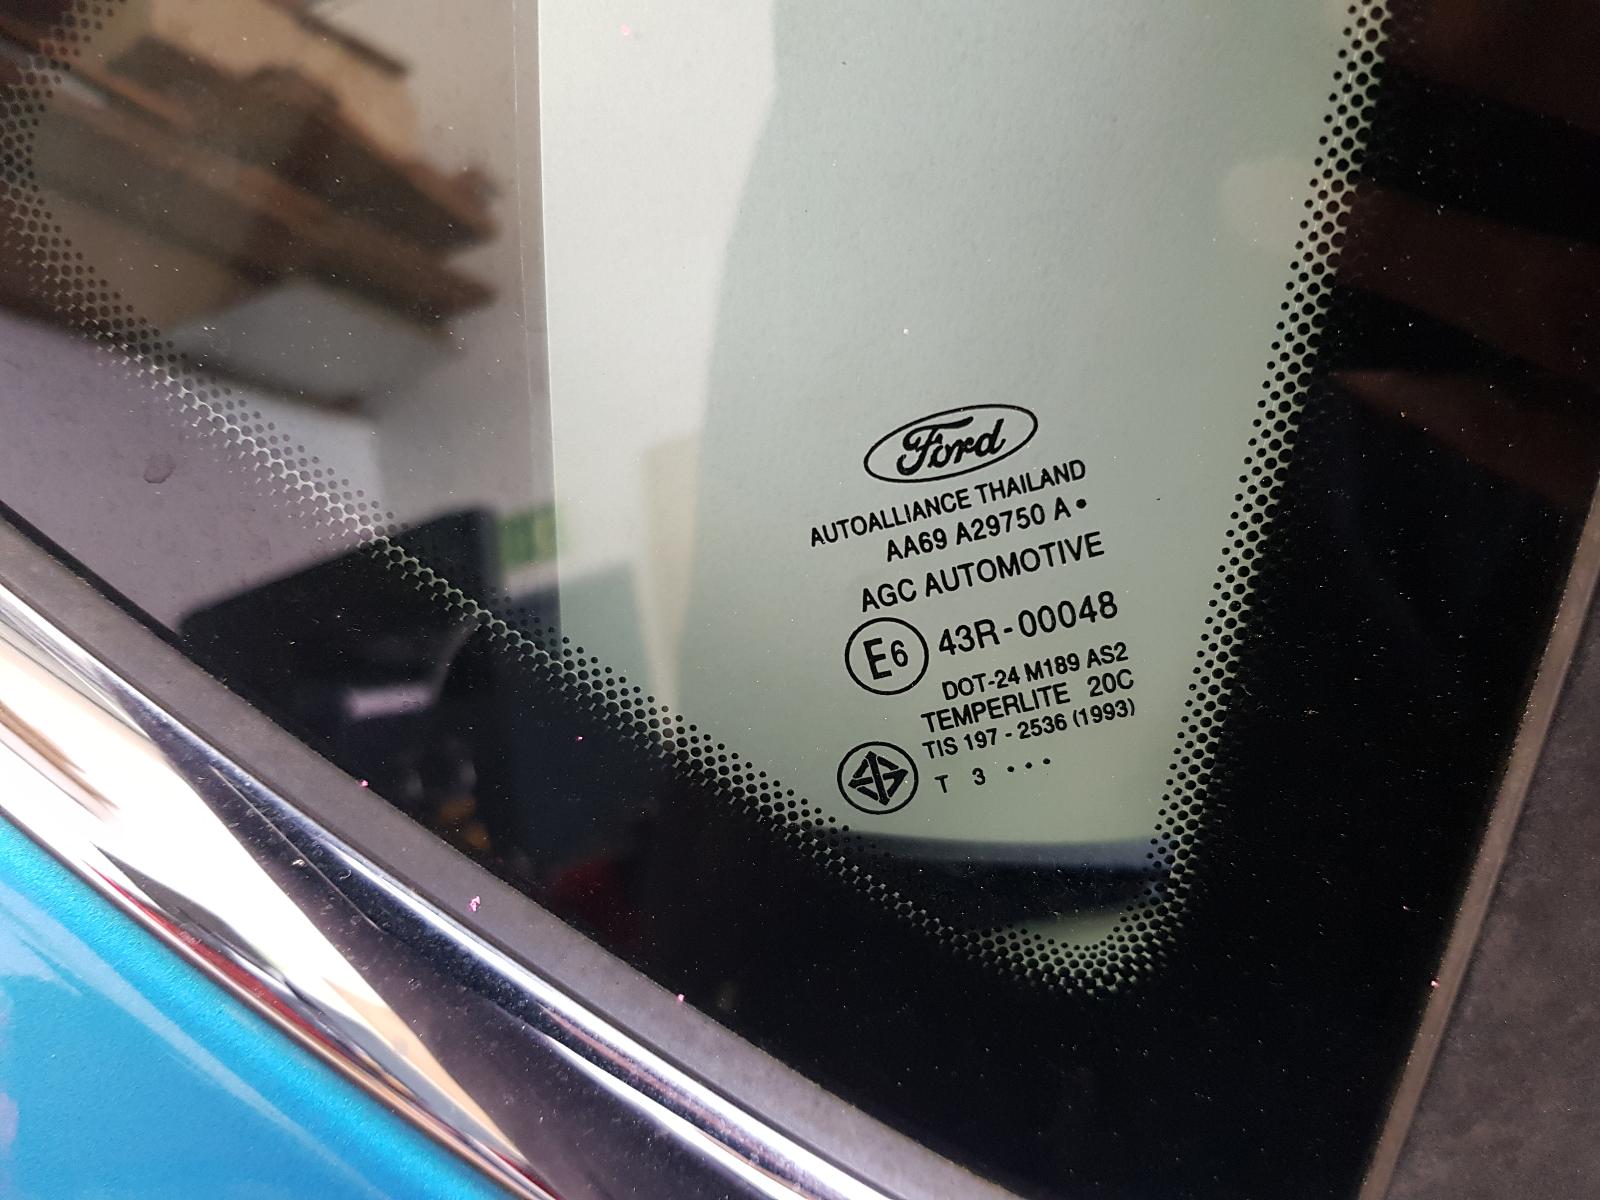 Ford
AUTOALLIANCE THAILAND
AA69 A29750 A •
AGC AUTOMOTIVE
E6 43R-00048
DOT-24 M189 AS2
TEMPERLITE 20C
TIS 197 - 2536 (1993)
T 3 • • •